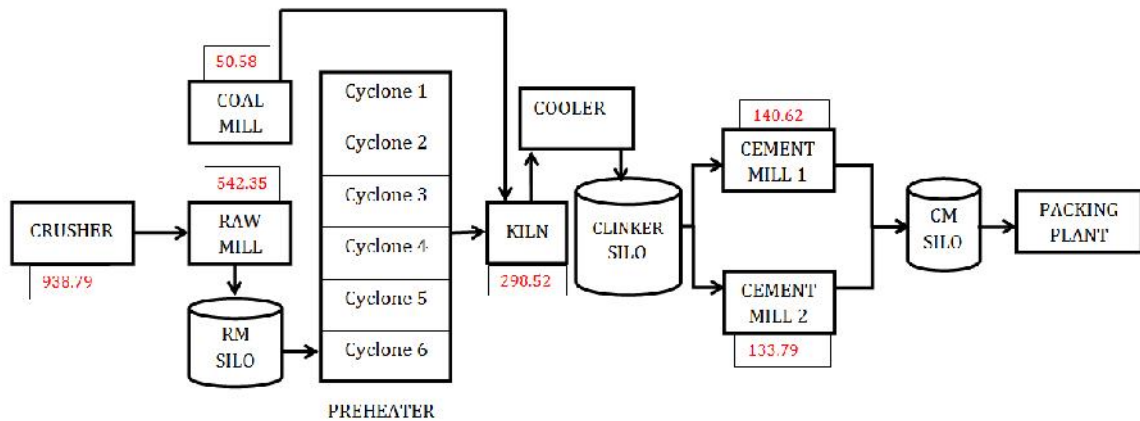 50.58
COAL
MILL
542.35
RAW
MILL
CRUSHER
938.79
RM
SILO
Cyclone 1
Cyclone 2
Cyclone 3
Cyclone 4
Cyclone 5
Cyclone 6
PREHEATER
COOLER
KILN
298.52
CLINKER
SILO
140.62
CEMENT
MILL 1
CEMENT
MILL 2
133.79
CM
SILO
PACKING
PLANT